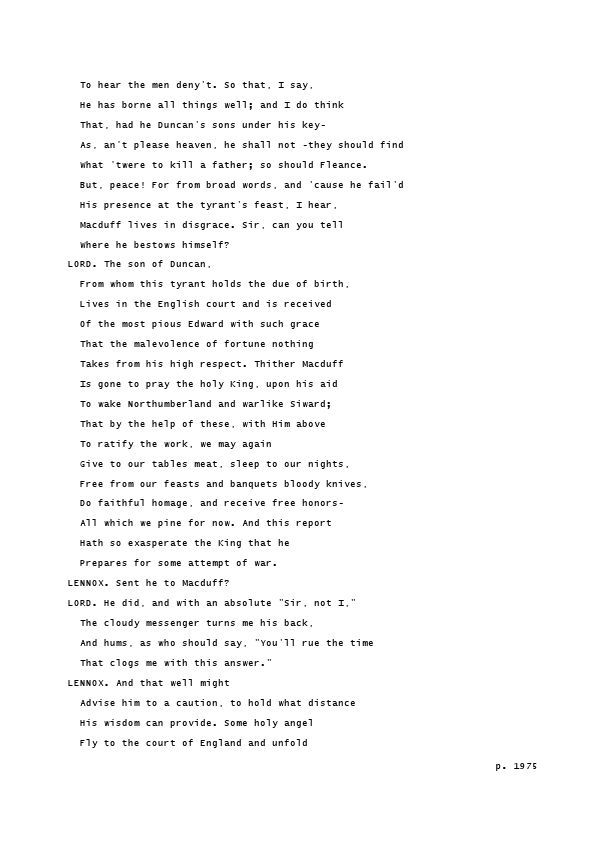 To hear the men deny't. So that, I say,
He has borne all things well; and I do think
That, had he Duncan's sons under his key-
As, an't please heaven, he shall not -they should find
What 'twere to kill a father; so should Fleance.
But, peace! For from broad words, and 'cause he fail'd
His presence at the tyrant's feast, I hear,
Macduff lives in disgrace. Sir, can you tell
Where he bestows himself?
LORD. The son of Duncan,
From whom this tyrant holds the due of birth,
Lives in the English court and is received
Of the most pious Edward with such grace
That the malevolence of fortune nothing
Takes from his high respect. Thither Macduff
Is gone to pray the holy King, upon his aid
To wake Northumberland and warlike Siward;
That by the help of these, with Him above
To ratify the work, we may again
Give to our tables meat, sleep to our nights,
Free from our feasts and banquets bloody knives,
Do faithful homage, and receive free honors-
All which we pine for now. And this report
Hath so exasperate the King that he
Prepares for some attempt of war.
LENNOX. Sent he to Macduff?
LORD. He did, and with an absolute "Sir, not I,"
The cloudy messenger turns me his back,
And hums, as who should say, "You'll rue the time
That clogs me with this answer."
LENNOX. And that well might
Advise him to a caution, to hold what distance
His wisdom can provide. Some holy angel
Fly to the court of England and unfold
p. 1975